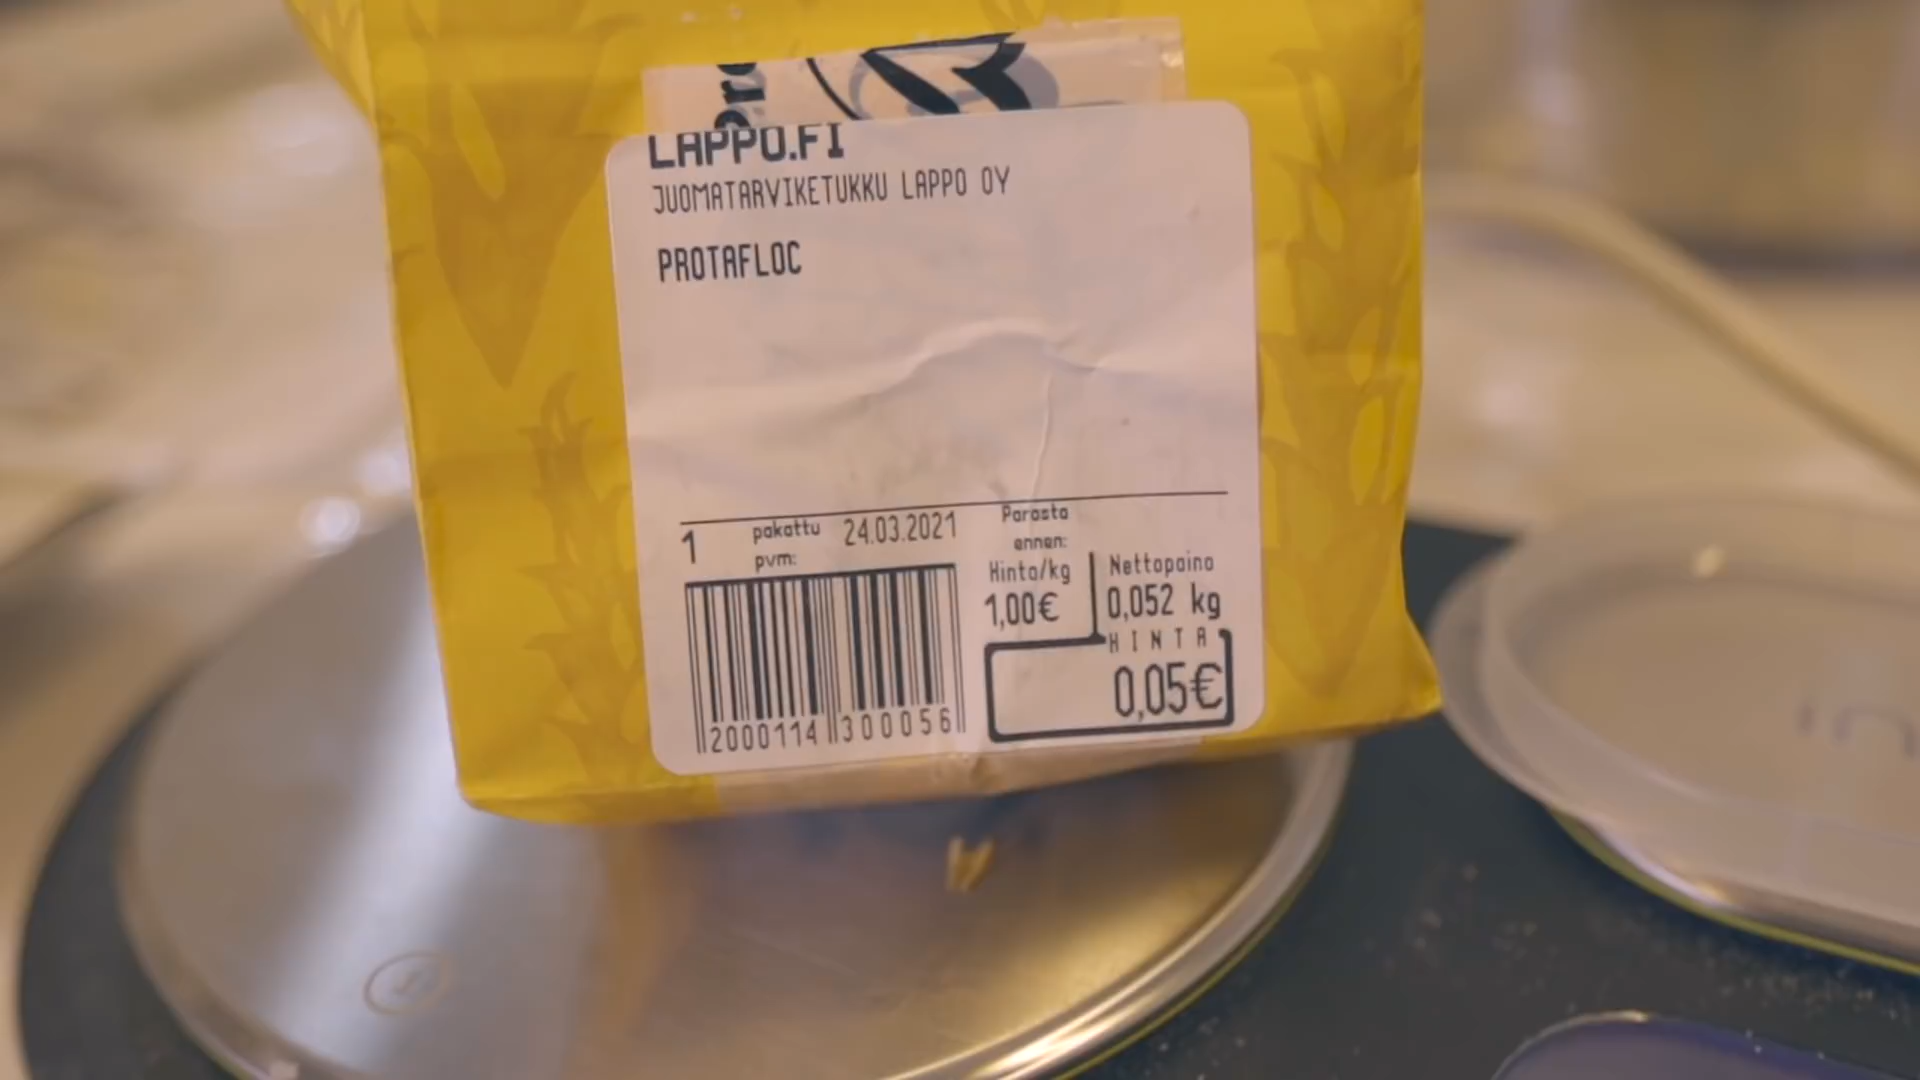 LAPPO.FI
JUOMATARVIKETUKKU LAPPO OY
PROTAFLOC
1 pakattu pvm: 24.03.2021
Parasta ennen:
Hinta/kg
1,00€
Nettopaino
0,052 kg
HINTA
0,05€
2000114 300056